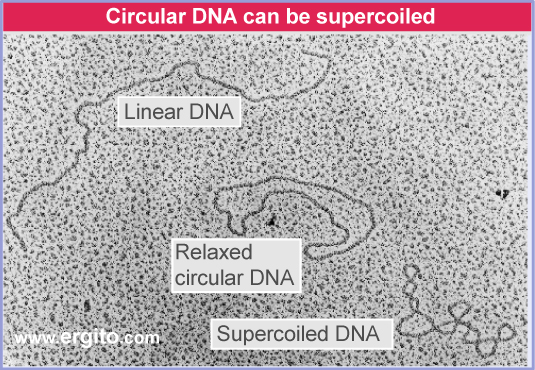 Circular DNA can be supercoiled
Linear DNA
Relaxed
circular DNA
Supercoiled DNA
www.ergito.com